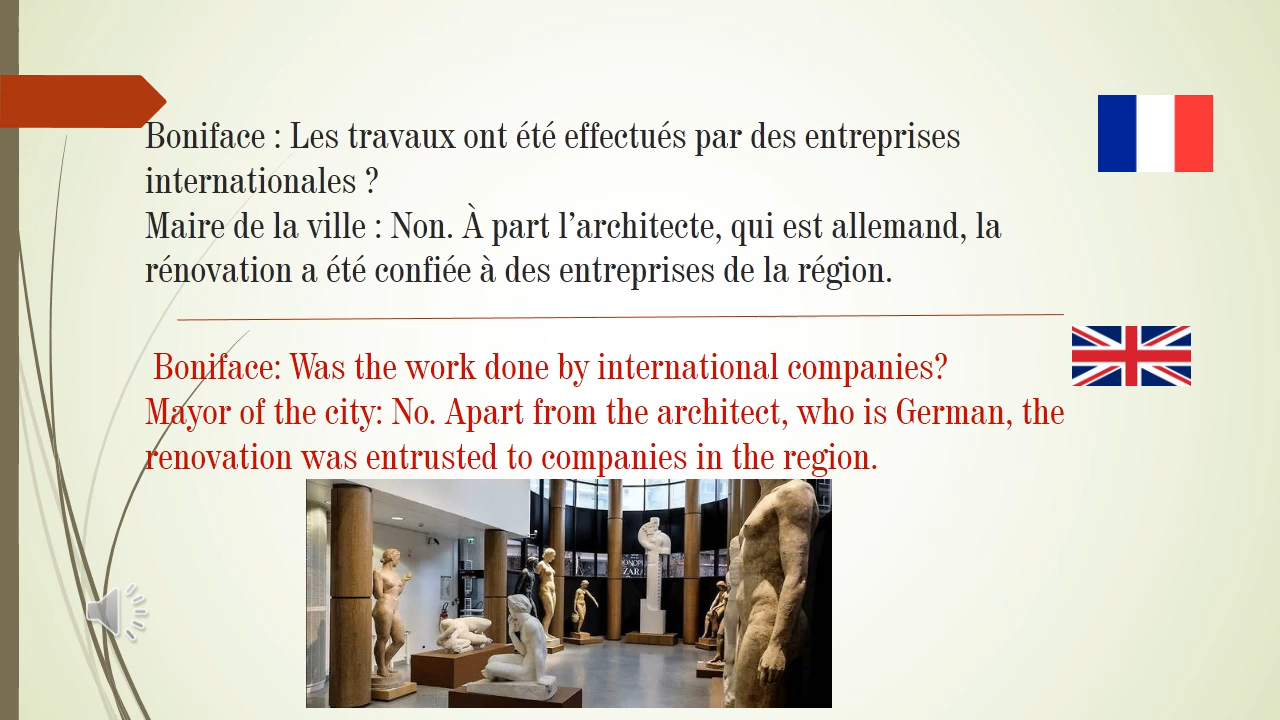 Boniface : Les travaux ont été effectués par des entreprises
internationales ?
Maire de la ville : Non. À part l’architecte, qui est allemand, la
rénovation a été confiée à des entreprises de la région.
Boniface: Was the work done by international companies?
Mayor of the city: No. Apart from the architect, who is German, the
renovation was entrusted to companies in the region.